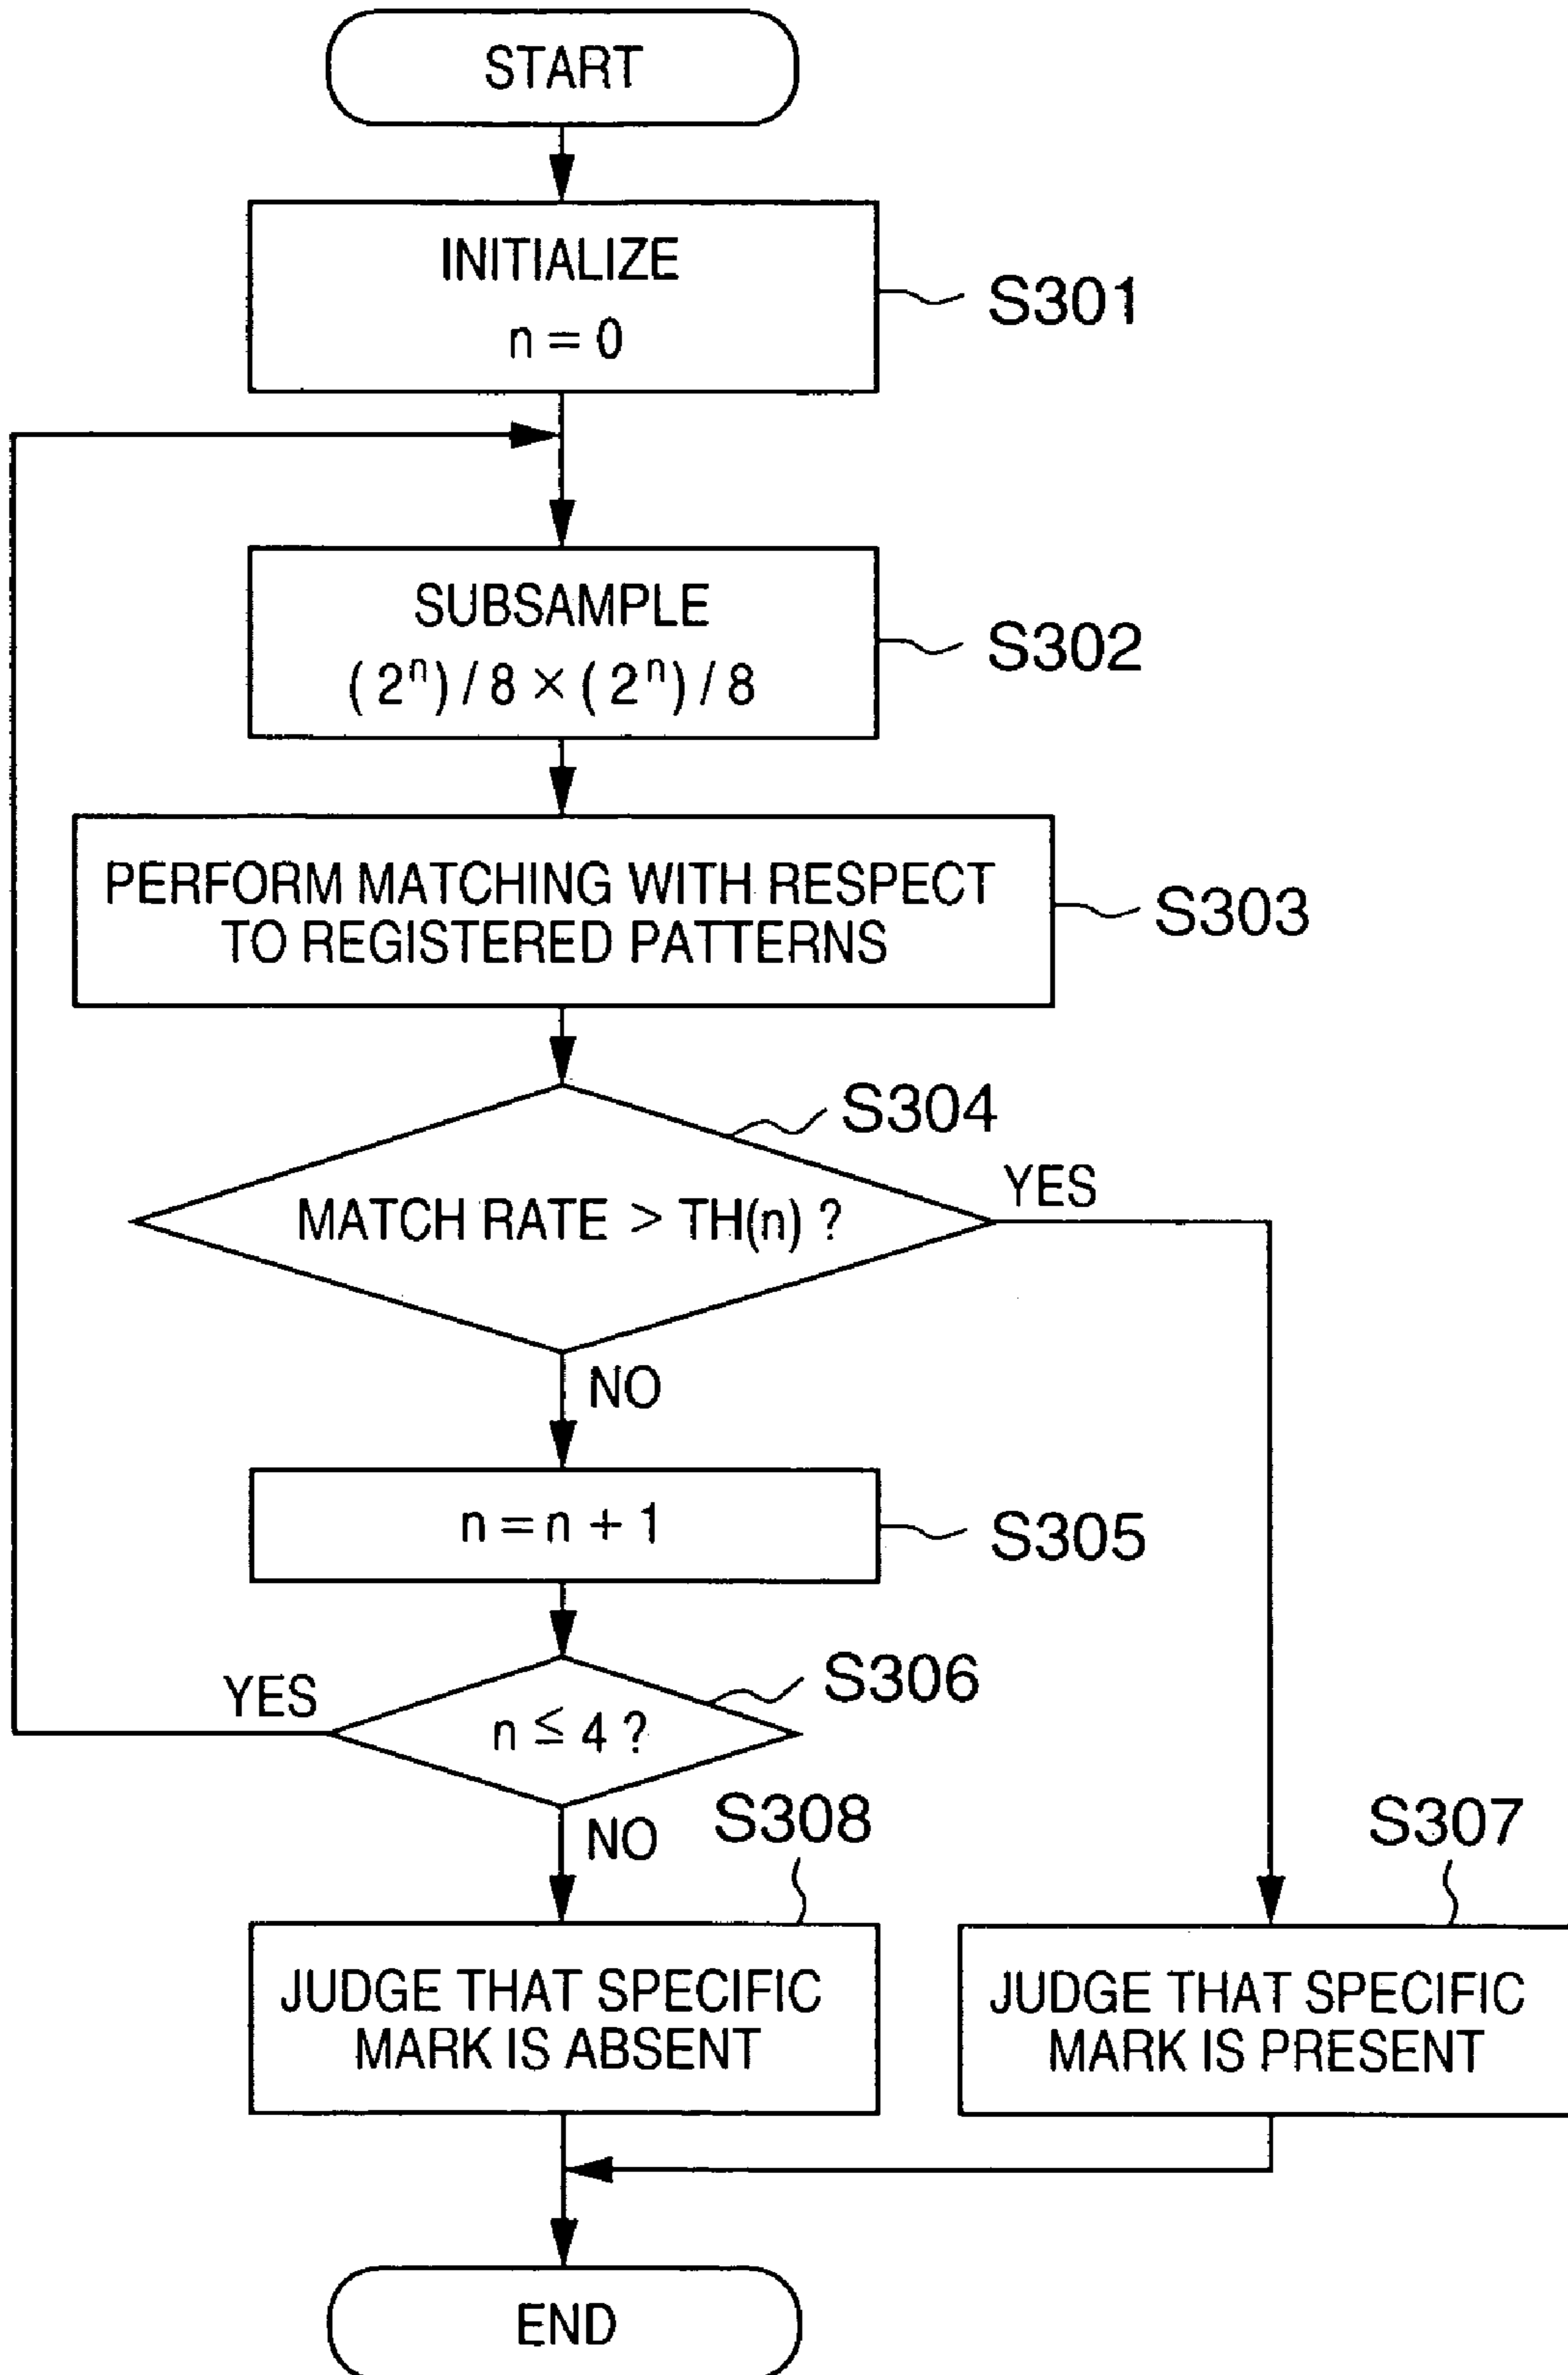 START
INITIALIZE
n = 0
S301
SUBSAMPLE
(2ⁿ)/8 × (2ⁿ)/8
S302
PERFORM MATCHING WITH RESPECT
TO REGISTERED PATTERNS
S303
S304
MATCH RATE > TH(n) ?
YES
NO
n = n + 1
S305
S306
YES
n ≤ 4 ?
NO
S308
S307
JUDGE THAT SPECIFIC
MARK IS ABSENT
JUDGE THAT SPECIFIC
MARK IS PRESENT
END